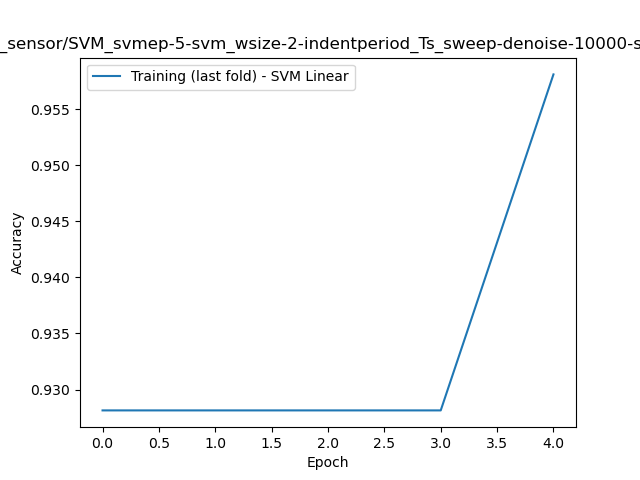 _sensor/SVM_svmep-5-svm_wsize-2-indentperiod_Ts_sweep-denoise-10000-s
Training (last fold) - SVM Linear
0.955
0.950
0.945
0.940
0.935
0.930
Accuracy
0.0 0.5 1.0 1.5 2.0 2.5 3.0 3.5 4.0
Epoch